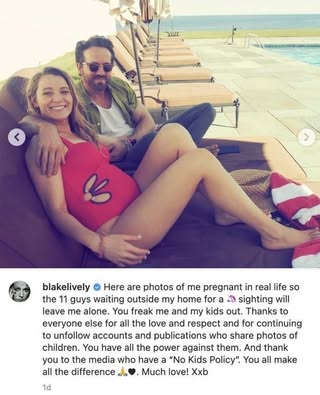 blakelively Here are photos of me pregnant in real life so
the 11 guys waiting outside my home for a 🦄 sighting will
leave me alone. You freak me and my kids out. Thanks to
everyone else for all the love and respect and for continuing
to unfollow accounts and publications who share photos of
children. You have all the power against them. And thank
you to the media who have a “No Kids Policy”. You all make
all the difference 🙏🖤. Much love! Xxb
1d